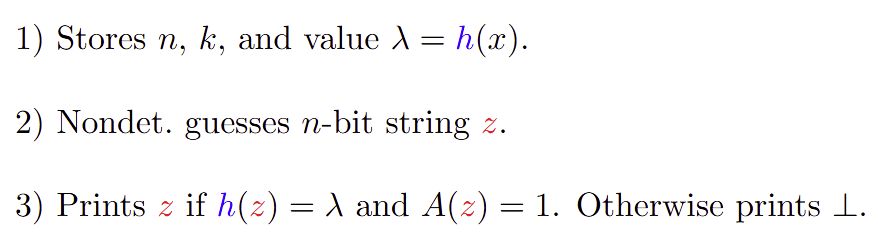 1) Stores n, k, and value λ = h(x).
2) Nondet. guesses n-bit string z.
3) Prints z if h(z) = λ and A(z) = 1. Otherwise prints ⊥.